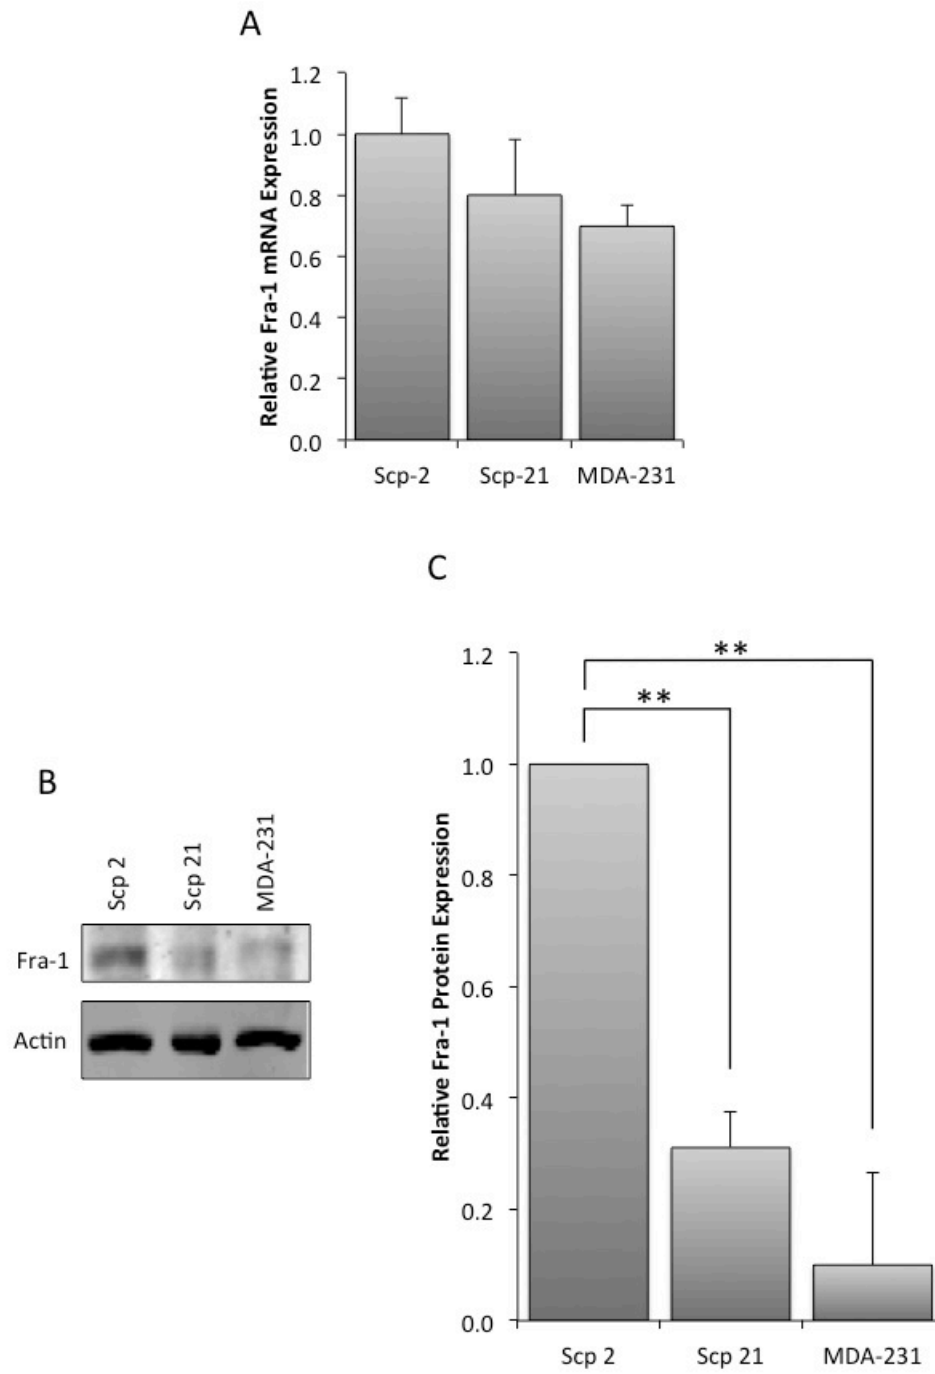 A
Relative Fra-1 mRNA Expression
1.2
1.0
0.8
0.6
0.4
0.2
0.0
Scp-2 Scp-21 MDA-231
B
Scp 2 Scp 21 MDA-231
Fra-1
Actin
C
Relative Fra-1 Protein Expression
1.2
1.0
0.8
0.6
0.4
0.2
0.0
**
**
Scp 2 Scp 21 MDA-231